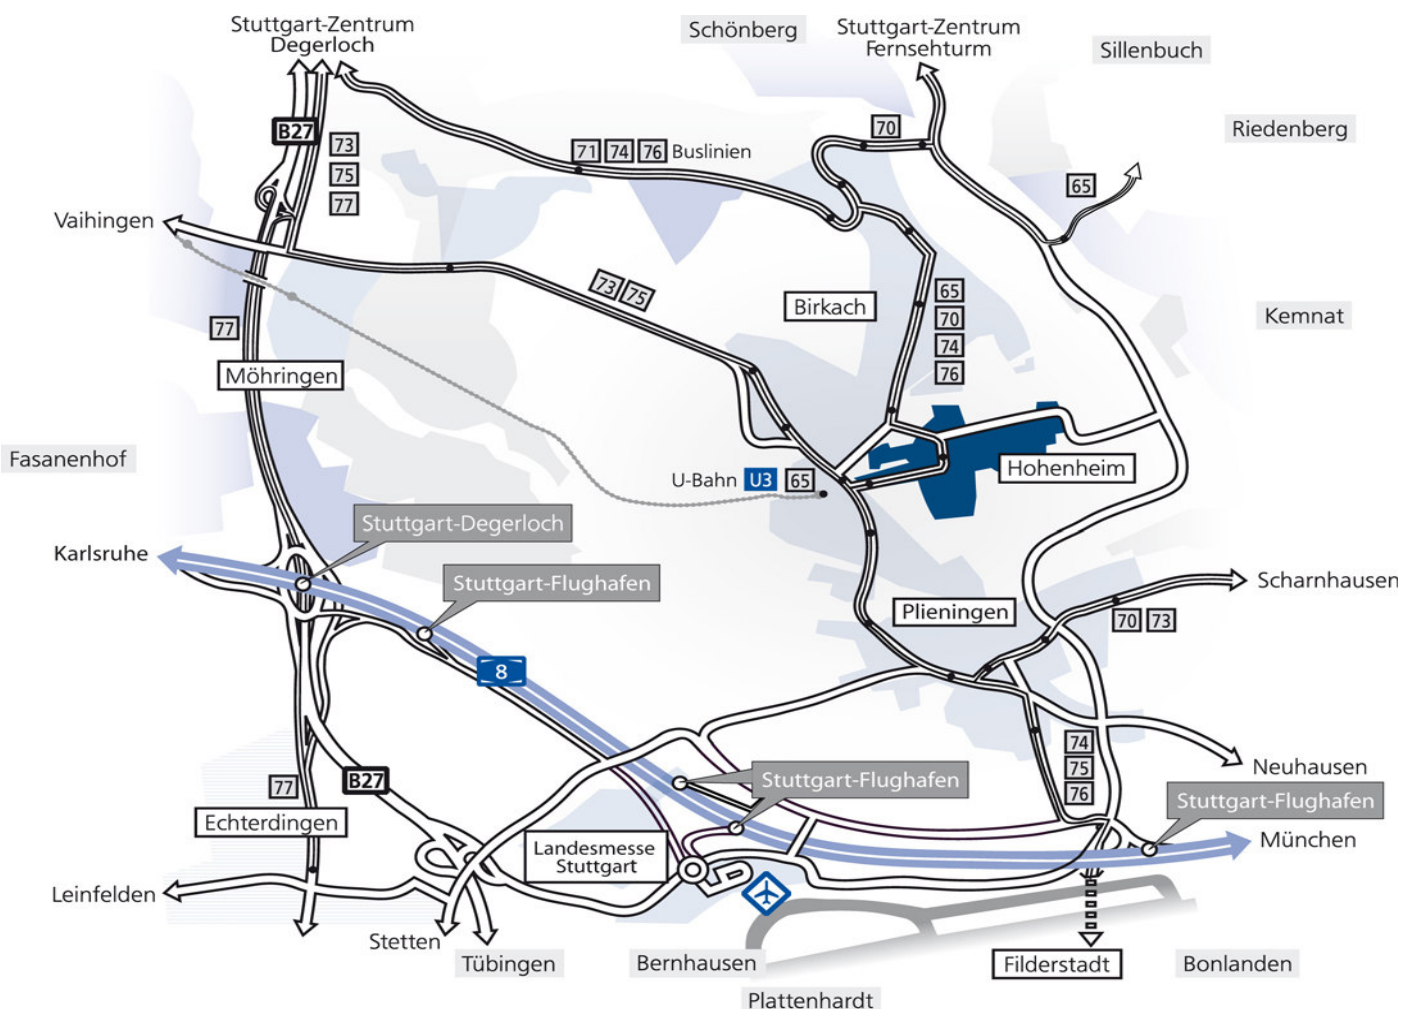 Stuttgart-Zentrum
Degerloch
Schönberg
Stuttgart-Zentrum
Fernsehturm
Sillenbuch
B27
73
75
77
71 74 76 Buslinien
70
Riedenberg
65
Vaihingen
73 75
Birkach
65
70
74
76
Kemnat
77
Möhringen
Fasanenhof
U-Bahn U3 65
Hohenheim
Stuttgart-Degerloch
Karlsruhe
Stuttgart-Flughafen
Scharnhausen
Plieningen
70 73
8
74
75
76
Neuhausen
77
B27
Stuttgart-Flughafen
Stuttgart-Flughafen
Echterdingen
Landesmesse
Stuttgart
München
Leinfelden
Stetten
Tübingen
Bernhausen
Filderstadt
Bonlanden
Plattenhardt